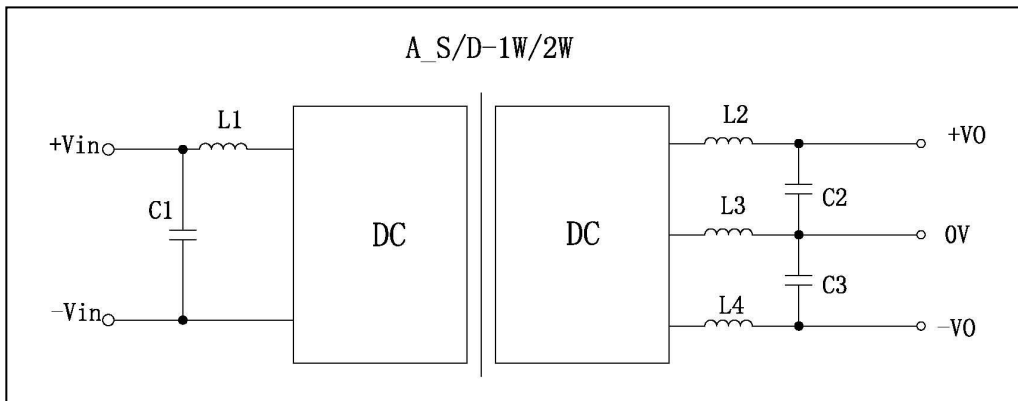 A_S/D-1W/2W
L1
+Vin
C1
-Vin
DC
DC
L2
+VO
C2
L3
0V
C3
L4
-VO